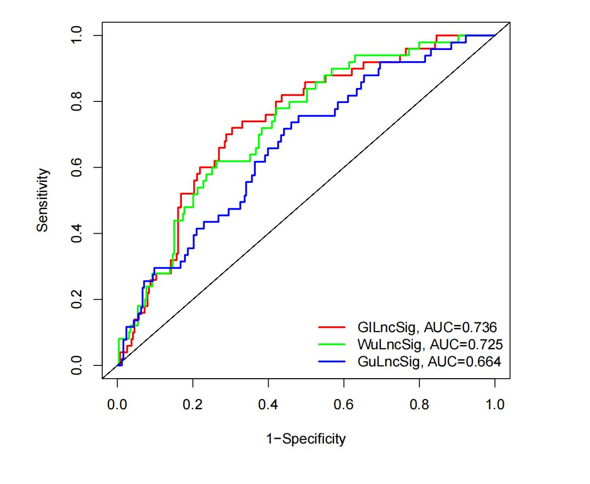 1.0
0.8
0.6
0.4
0.2
0.0
Sensitivity
GILncSig, AUC=0.736
WuLncSig, AUC=0.725
GuLncSig, AUC=0.664
0.0 0.2 0.4 0.6 0.8 1.0
1−Specificity